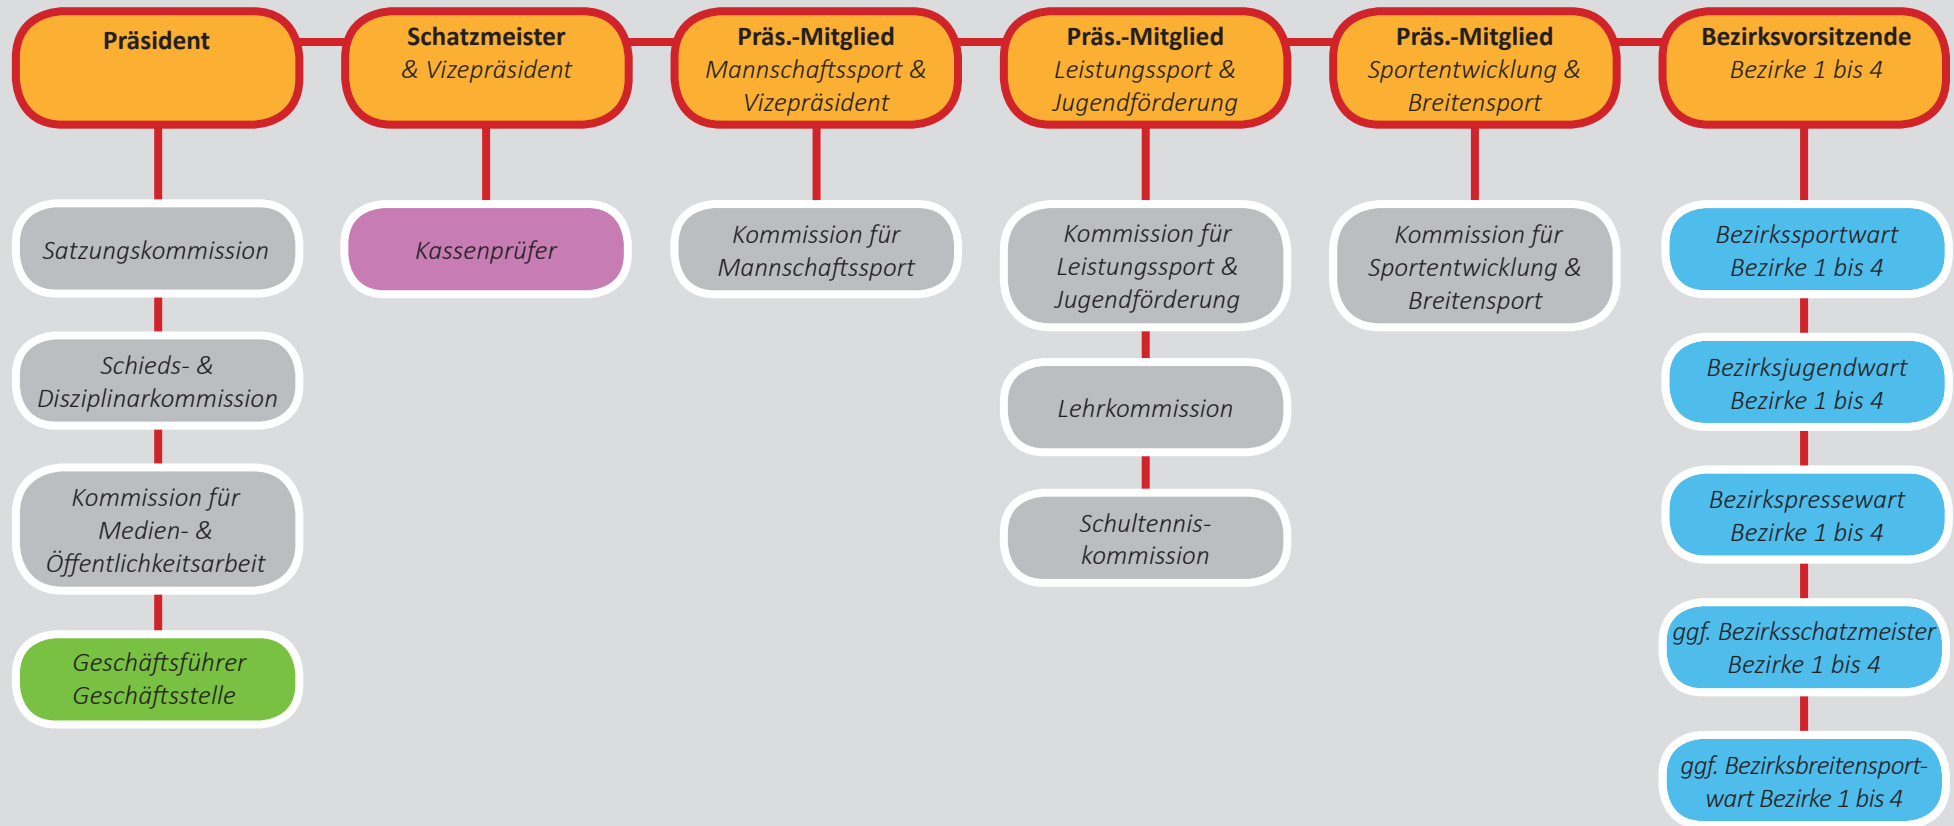 Präsident
Schatzmeister
& Vizepräsident
Präs.-Mitglied
Mannschaftssport &
Vizepräsident
Präs.-Mitglied
Leistungssport &
Jugendförderung
Präs.-Mitglied
Sportentwicklung &
Breitensport
Bezirksvorsitzende
Bezirke 1 bis 4
Satzungskommission
Schieds- &
Disziplinarkommission
Kommission für
Medien- &
Öffentlichkeitsarbeit
Geschäftsführer
Geschäftsstelle
Kassenprüfer
Kommission für
Mannschaftssport
Kommission für
Leistungssport &
Jugendförderung
Lehrkommission
Schultennis-
kommission
Kommission für
Sportentwicklung &
Breitensport
Bezirkssportwart
Bezirke 1 bis 4
Bezirksjugendwart
Bezirke 1 bis 4
Bezirkspressewart
Bezirke 1 bis 4
ggf. Bezirksschatzmeister
Bezirke 1 bis 4
ggf. Bezirksbreitensport-
wart Bezirke 1 bis 4